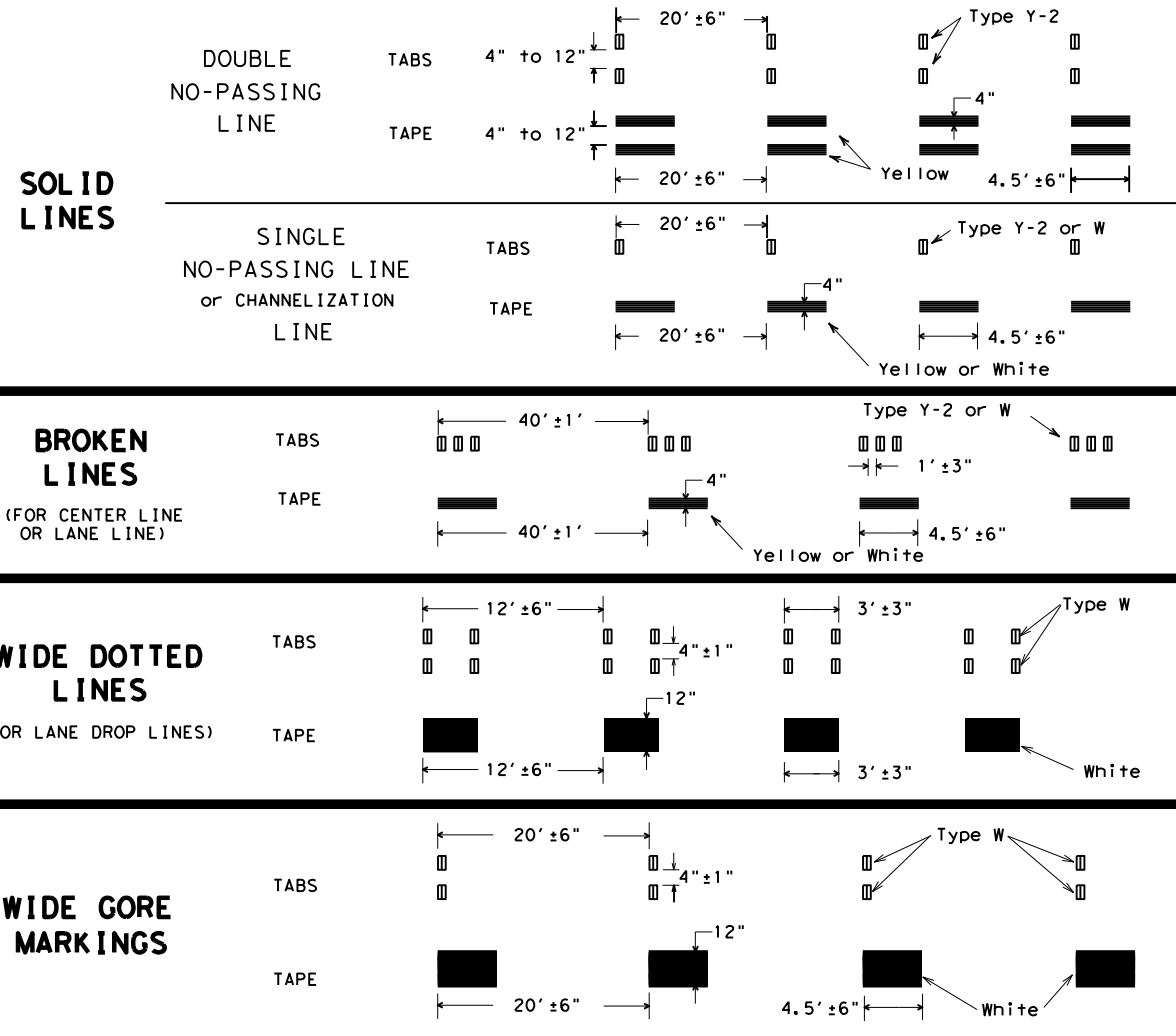 SOLID
LINES
DOUBLE
NO-PASSING
LINE
TABS
4" to 12"
20'±6"
Type Y-2
TAPE
4" to 12"
4"
Yellow
20'±6"
4.5'±6"
SINGLE
NO-PASSING LINE
or CHANNELIZATION
LINE
TABS
20'±6"
Type Y-2 or W
TAPE
4"
20'±6"
4.5'±6"
Yellow or White
BROKEN
LINES
(FOR CENTER LINE
OR LANE LINE)
TABS
40'±1'
Type Y-2 or W
1'±3"
TAPE
4"
40'±1'
4.5'±6"
Yellow or White
WIDE DOTTED
LINES
OR LANE DROP LINES)
TABS
12'±6"
3'±3"
Type W
4"±1"
TAPE
12"
12'±6"
3'±3"
White
WIDE GORE
MARKINGS
TABS
20'±6"
Type W
4"±1"
TAPE
12"
20'±6"
4.5'±6"
White